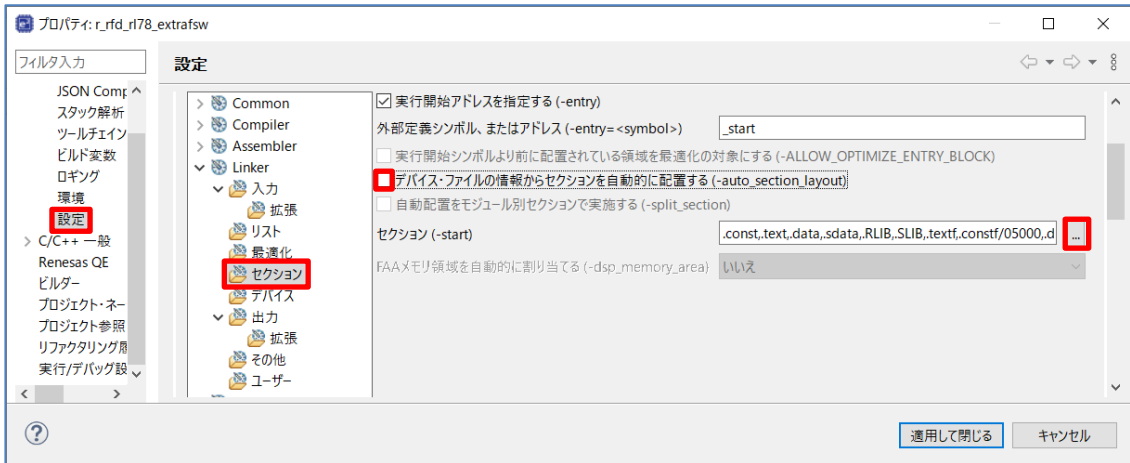 プロパティ: r_rfd_rl78_extrafsw
フィルタ入力
設定
JSON Comp
スタック解析
ツールチェイン
ビルド変数
ロギング
環境
設定
C/C++ 一般
Renesas QE
ビルダー
プロジェクト・ネー
プロジェクト参照
リファクタリング履
実行/デバッグ設
Common
Compiler
Assembler
Linker
入力
拡張
リスト
最適化
セクション
デバイス
出力
拡張
その他
ユーザー
実行開始アドレスを指定する (-entry)
外部定義シンボル、またはアドレス (-entry=<symbol>) _start
実行開始シンボルより前に配置されている領域を最適化の対象にする (-ALLOW_OPTIMIZE_ENTRY_BLOCK)
デバイス・ファイルの情報からセクションを自動的に配置する (-auto_section_layout)
自動配置をモジュール別セクションで実施する (-split_section)
セクション (-start) .const,.text,.data,.sdata,.RLIB,.SLIB,.textf,.constf/05000,.d ...
FAAメモリ領域を自動的に割り当てる (-dsp_memory_area) いいえ
適用して閉じる
キャンセル